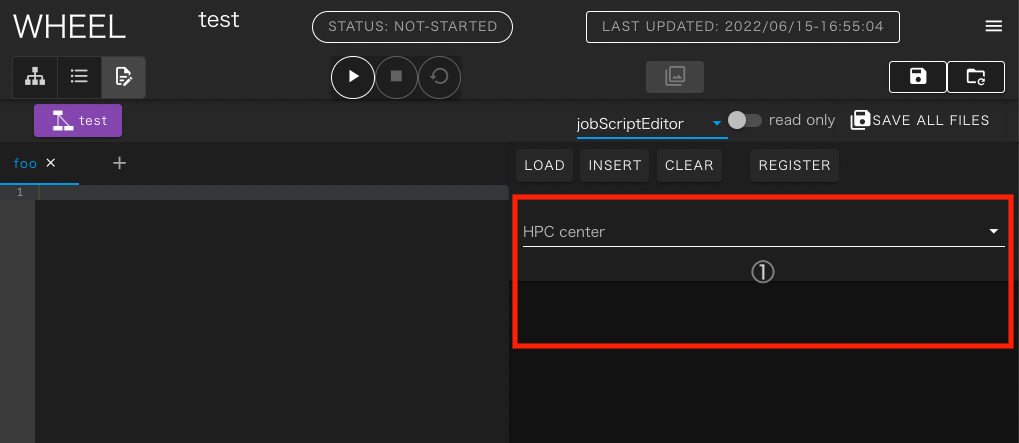 WHEEL
test
STATUS: NOT-STARTED
LAST UPDATED: 2022/06/15-16:55:04
test
jobScriptEditor
read only
SAVE ALL FILES
foo ×
+
LOAD
INSERT
CLEAR
REGISTER
1
HPC center
①